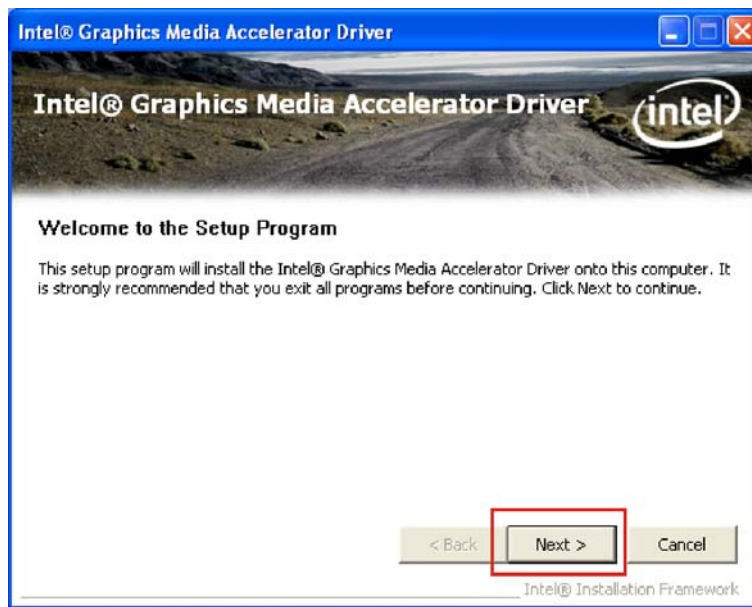 Intel® Graphics Media Accelerator Driver
Intel® Graphics Media Accelerator Driver
intel
Welcome to the Setup Program
This setup program will install the Intel® Graphics Media Accelerator Driver onto this computer. It
is strongly recommended that you exit all programs before continuing. Click Next to continue.
< Back Next > Cancel
Intel® Installation Framework